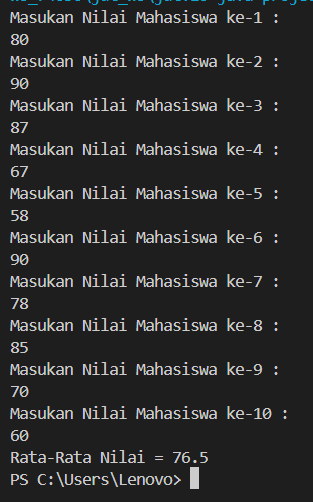 Masukan Nilai Mahasiswa ke-1 :
80
Masukan Nilai Mahasiswa ke-2 :
90
Masukan Nilai Mahasiswa ke-3 :
87
Masukan Nilai Mahasiswa ke-4 :
67
Masukan Nilai Mahasiswa ke-5 :
58
Masukan Nilai Mahasiswa ke-6 :
90
Masukan Nilai Mahasiswa ke-7 :
78
Masukan Nilai Mahasiswa ke-8 :
85
Masukan Nilai Mahasiswa ke-9 :
70
Masukan Nilai Mahasiswa ke-10 :
60
Rata-Rata Nilai = 76.5
PS C:\Users\Lenovo>